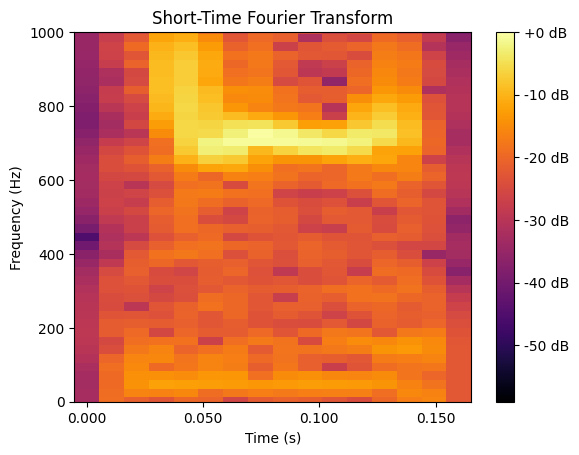 Short-Time Fourier Transform
1000
800
600
400
200
0
Frequency (Hz)
0.000
0.050
0.100
0.150
Time (s)
+0 dB
-10 dB
-20 dB
-30 dB
-40 dB
-50 dB